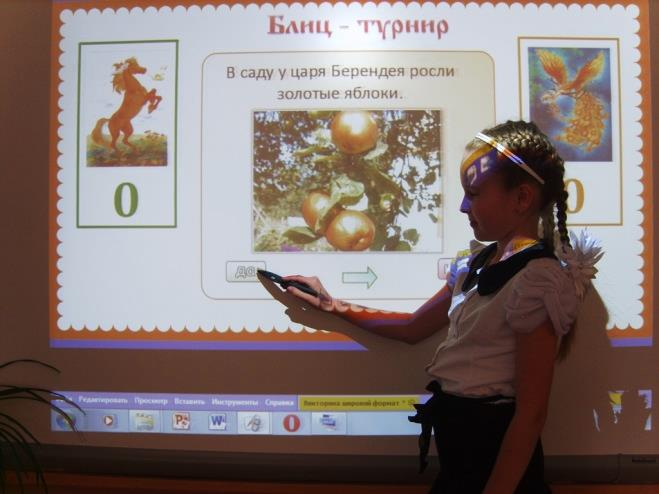 Блиц - турнир
В саду у царя Берендея росли
золотые яблоки.
0
0
да
Редактировать Просмотр Вставить Инструменты Справка Викторина широкий формат *